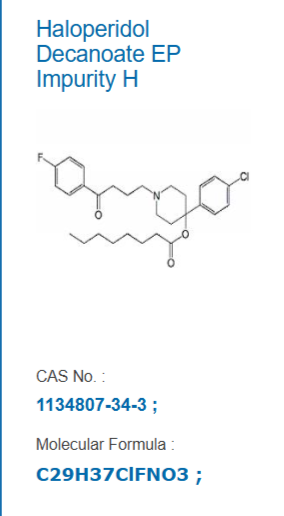 Haloperidol
Decanoate EP
Impurity H
F
Cl
N
O
O
O
CAS No. :
1134807-34-3 ;
Molecular Formula :
C29H37ClFNO3 ;